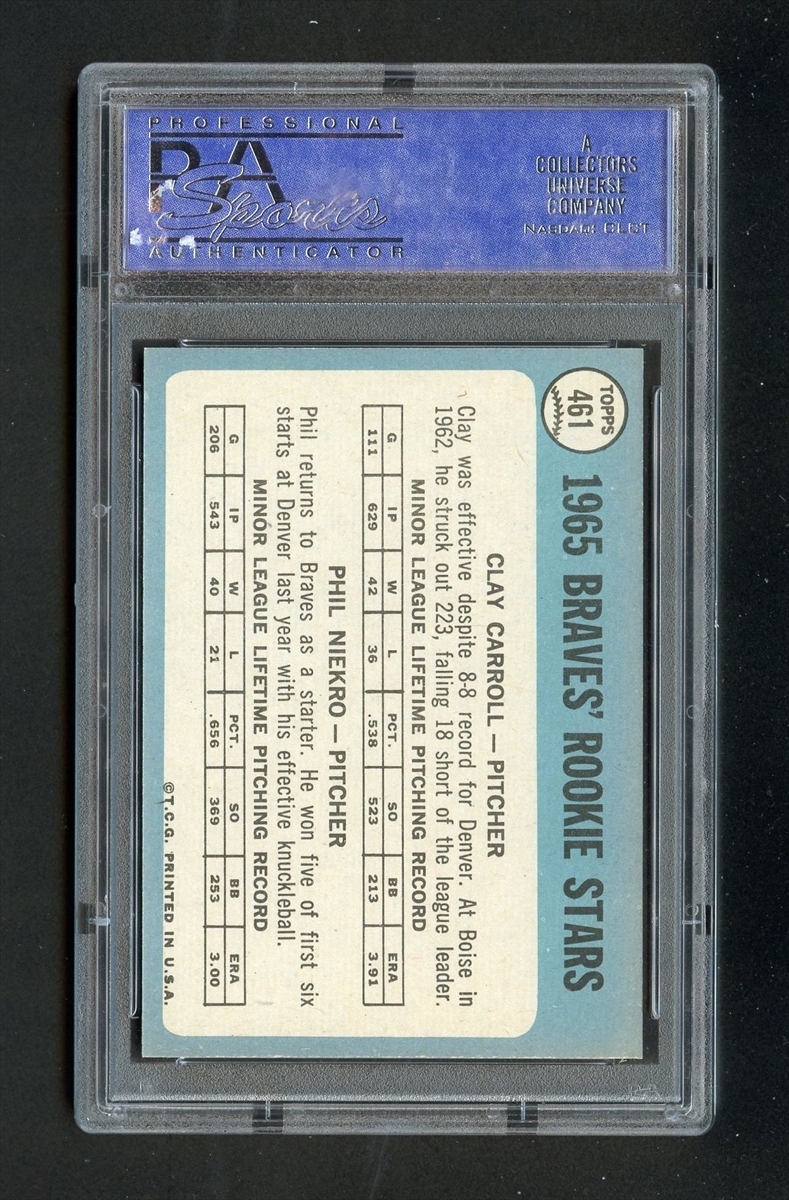 PROFESSIONAL
PSA
Sports
AUTHENTICATOR
A
COLLECTORS
UNIVERSE
COMPANY
NASDAQ: CLCT
TOPPS
461
1965 BRAVES' ROOKIE STARS
CLAY CARROLL — PITCHER
Clay was effective despite 8-8 record for Denver. At Boise in
1962, he struck out 223, falling 18 short of the league leader.
MINOR LEAGUE LIFETIME PITCHING RECORD
G IP W L PCT. SO BB ERA
111 629 42 36 .538 523 213 3.91
PHIL NIEKRO — PITCHER
Phil returns to Braves as a starter. He won five of first six
starts at Denver last year with his effective knuckleball.
MINOR LEAGUE LIFETIME PITCHING RECORD
G IP W L PCT. SO BB ERA
206 543 40 21 .656 369 253 3.00
©T.C.G. PRINTED IN U.S.A.